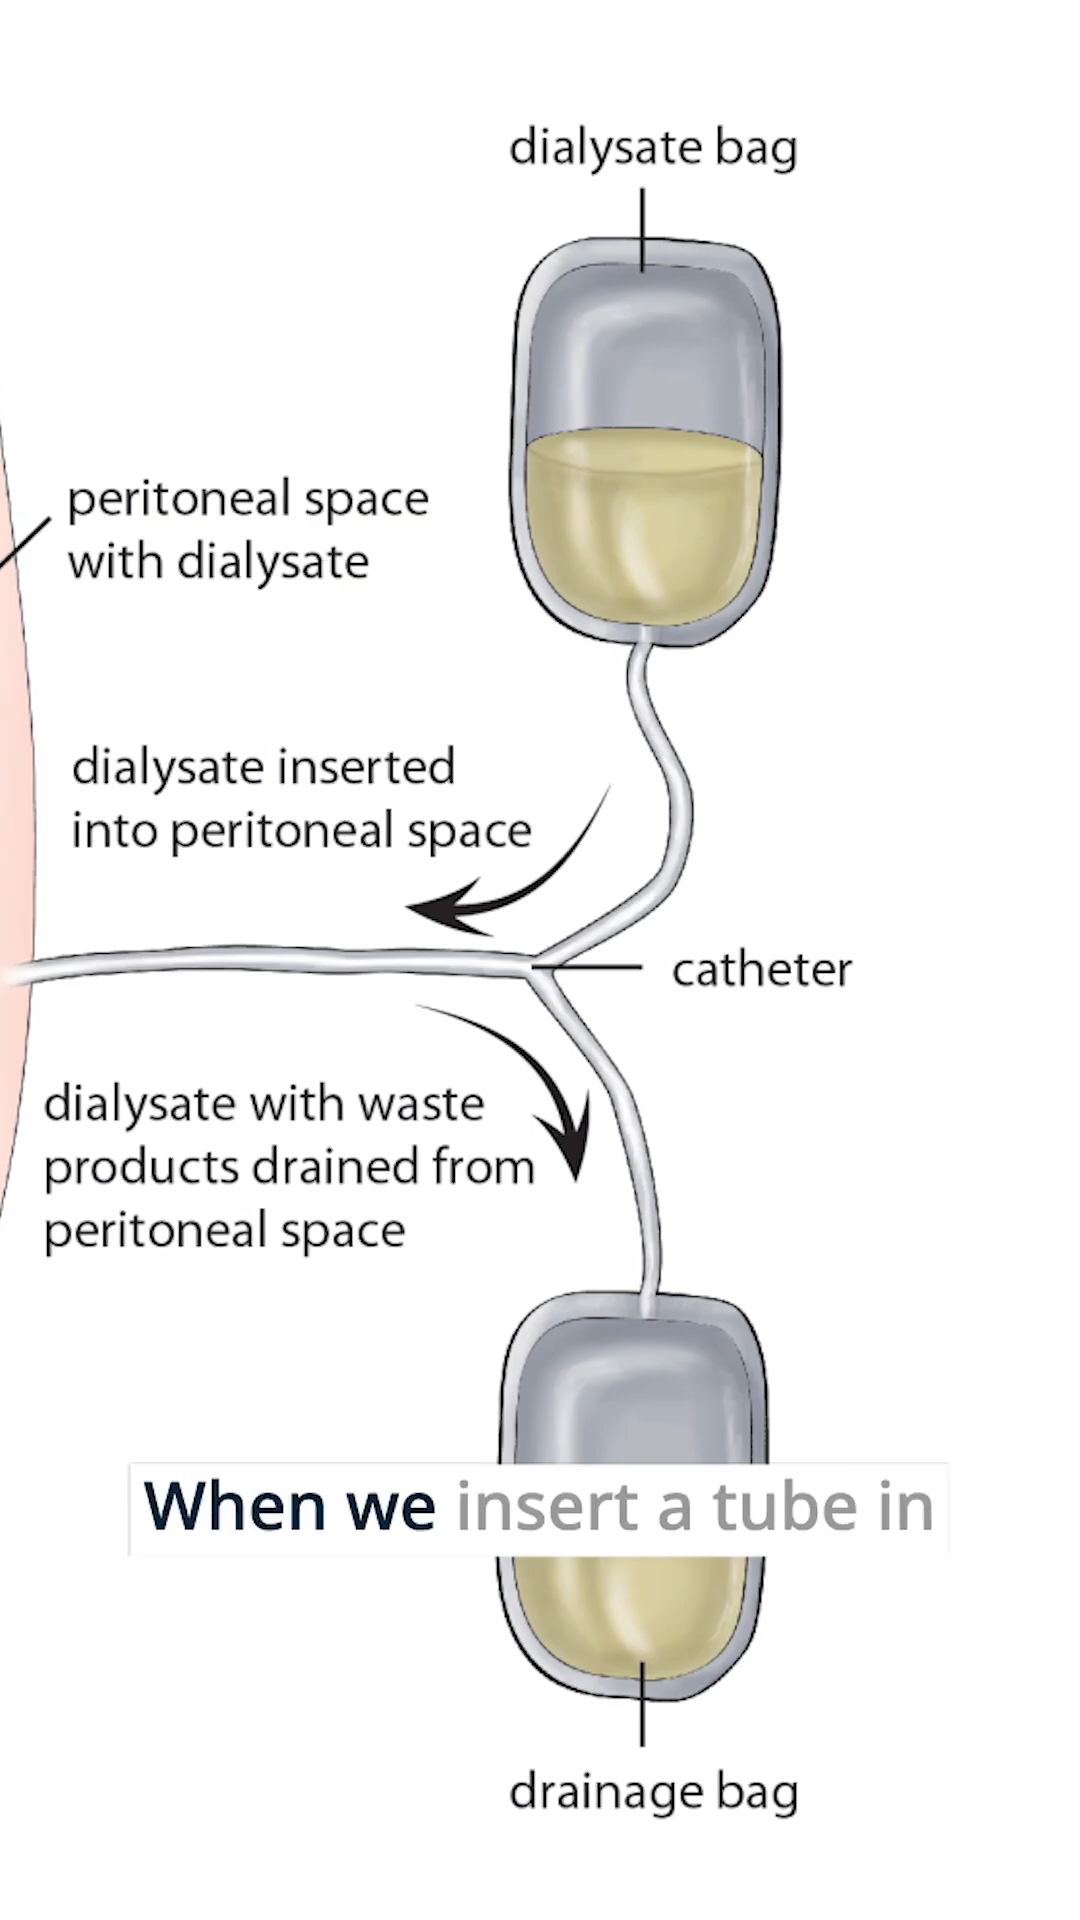 dialysate bag
peritoneal space
with dialysate
dialysate inserted
into peritoneal space
catheter
dialysate with waste
products drained from
peritoneal space
When we insert a tube in
drainage bag